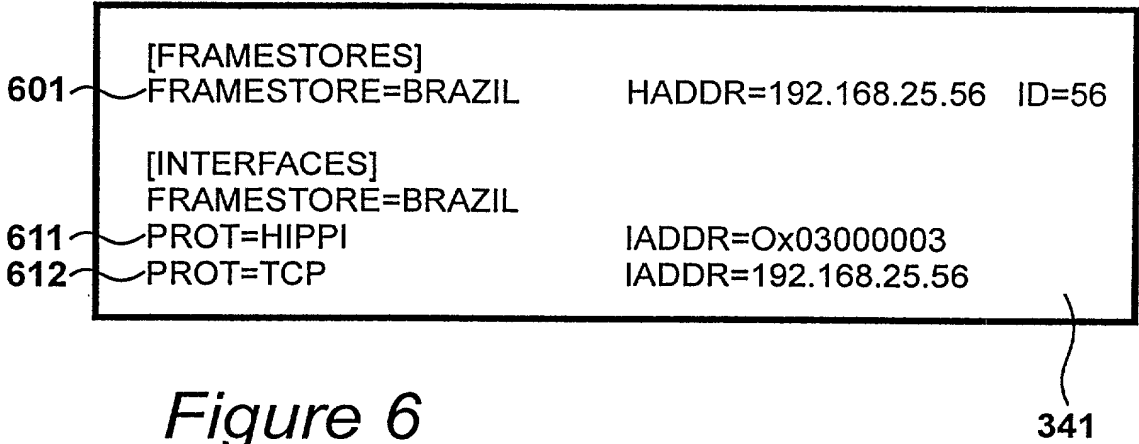 [FRAMESTORES]
601 FRAMESTORE=BRAZIL HADDR=192.168.25.56 ID=56
[INTERFACES]
FRAMESTORE=BRAZIL
611 PROT=HIPPI IADDR=Ox03000003
612 PROT=TCP IADDR=192.168.25.56
Figure 6
341